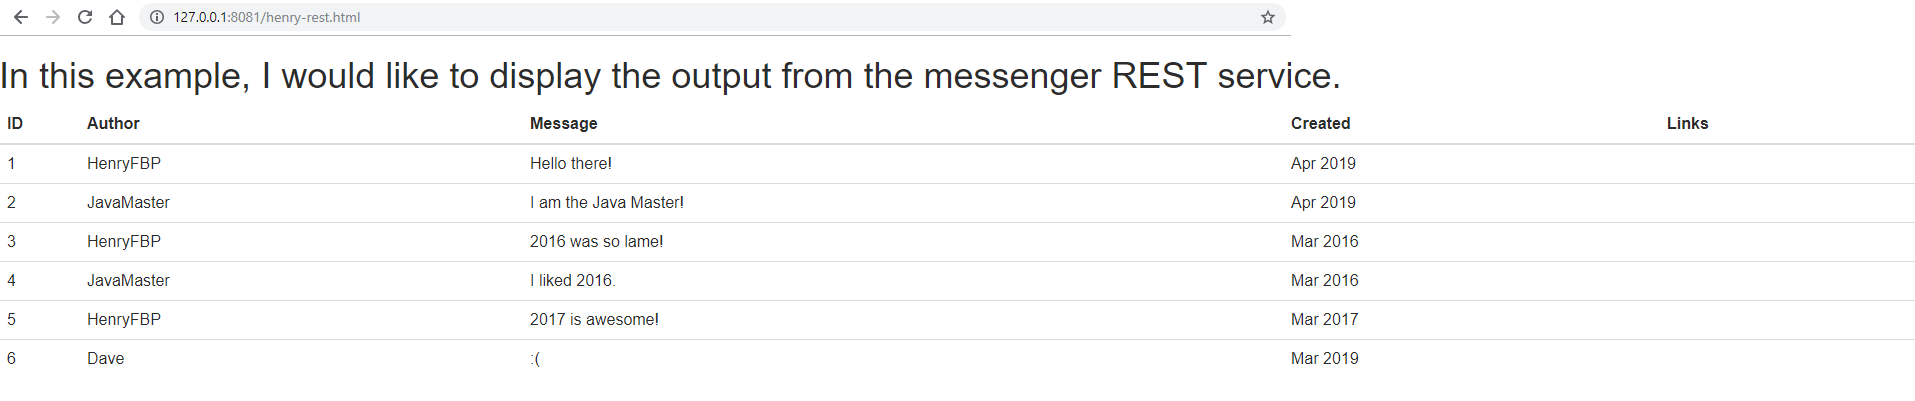 127.0.0.1:8081/henry-rest.html
In this example, I would like to display the output from the messenger REST service.
ID Author Message Created Links
1 HenryFBP Hello there! Apr 2019
2 JavaMaster I am the Java Master! Apr 2019
3 HenryFBP 2016 was so lame! Mar 2016
4 JavaMaster I liked 2016. Mar 2016
5 HenryFBP 2017 is awesome! Mar 2017
6 Dave :( Mar 2019